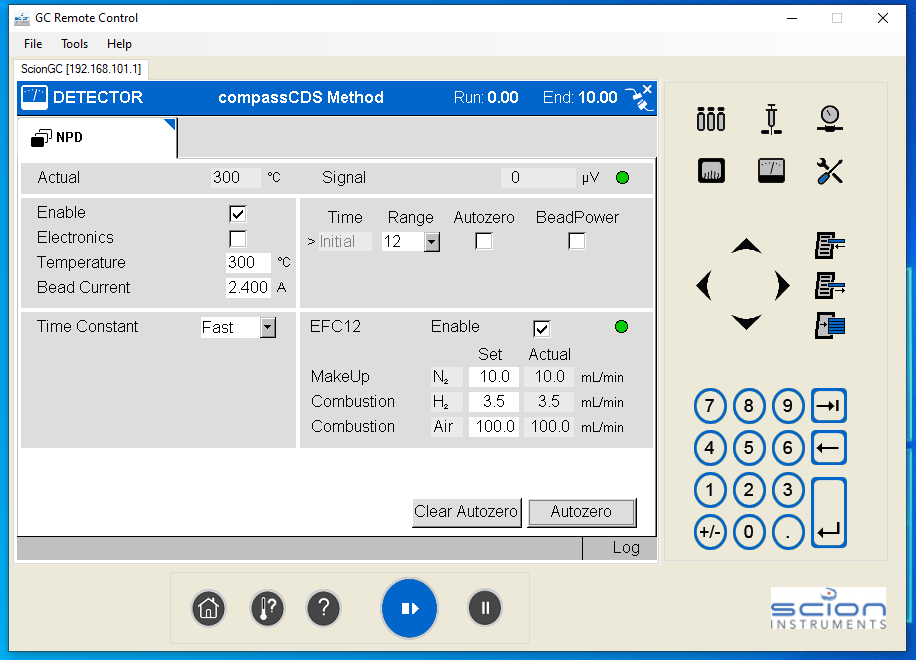 GC Remote Control
File Tools Help
ScionGC [192.168.101.1]
DETECTOR compassCDS Method Run: 0.00 End: 10.00
NPD
Actual 300 °C Signal 0 µV
Enable
Electronics
Temperature 300 °C
Bead Current 2.400 A
Time Range Autozero BeadPower
> Initial 12
Time Constant Fast
EFC12 Enable
Set Actual
MakeUp N₂ 10.0 10.0 mL/min
Combustion H₂ 3.5 3.5 mL/min
Combustion Air 100.0 100.0 mL/min
Clear Autozero Autozero
Log
7 8 9
4 5 6
1 2 3
+/- 0 .
? ?
scion
INSTRUMENTS